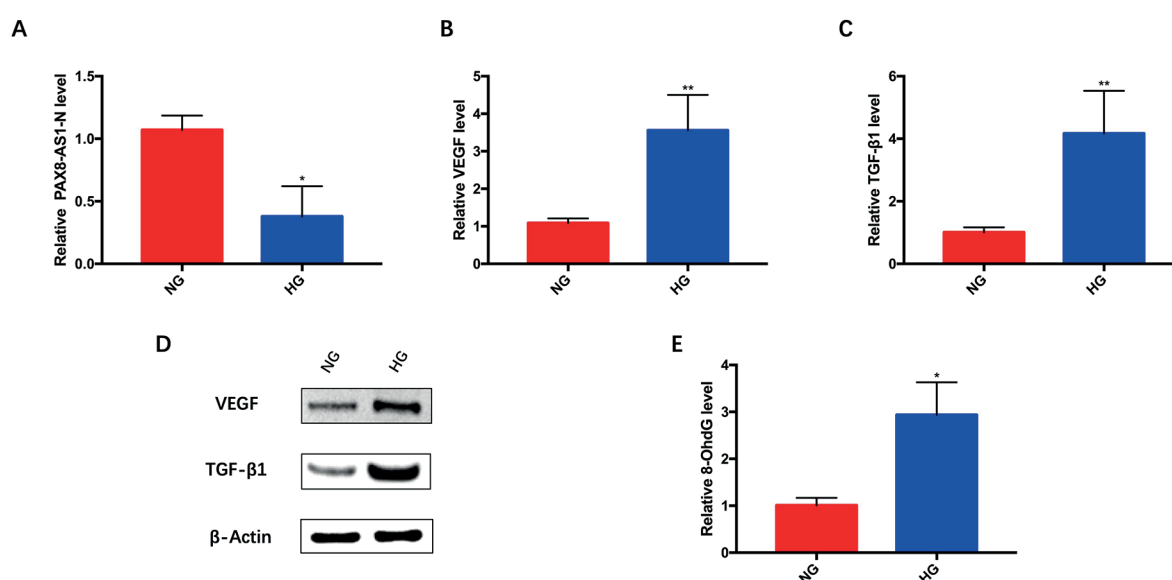 A
Relative PAX8-AS1-N level
1.5
1.0
0.5
0.0
*
NG
HG
B
Relative VEGF level
5
4
3
2
1
0
**
NG
HG
C
Relative TGF-β1 level
6
4
2
0
**
NG
HG
D
NG
HG
VEGF
TGF-β1
β-Actin
E
Relative 8-OhdG level
4
3
2
1
0
*
NG
HG